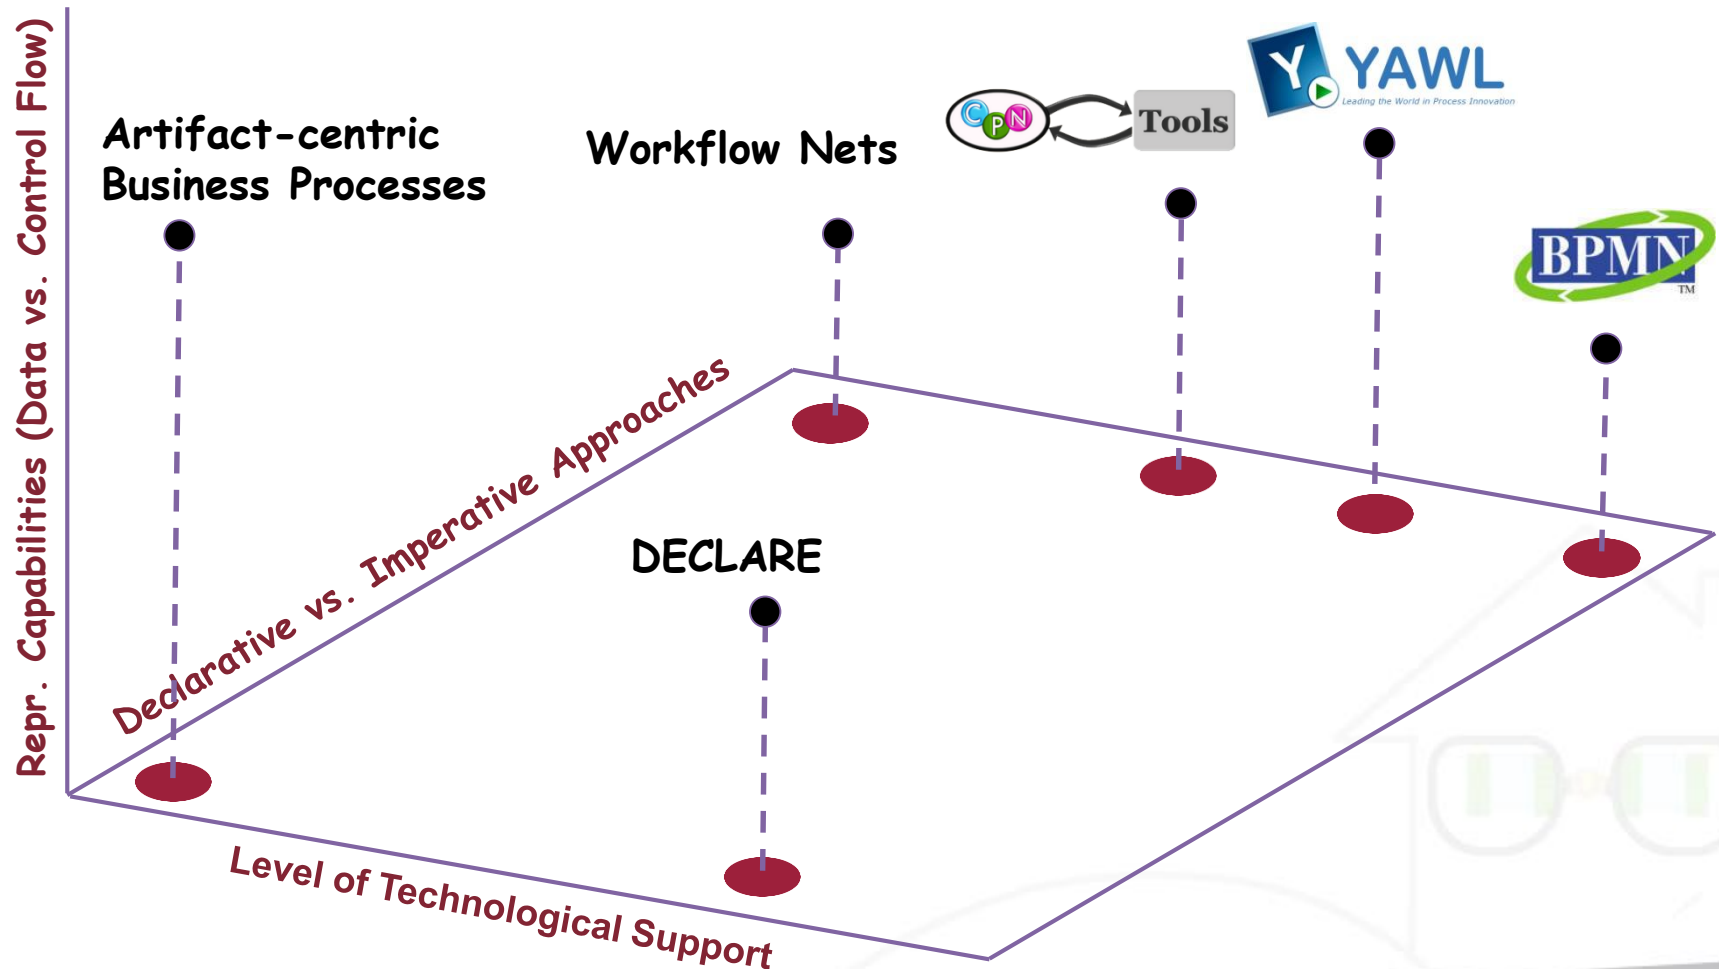 Repr. Capabilities (Data vs. Control Flow)
Artifact-centric
Business Processes
Workflow Nets
CPN Tools
Y YAWL
Leading the World in Process Innovation
BPMN
TM
Declarative vs. Imperative Approaches
DECLARE
Level of Technological Support